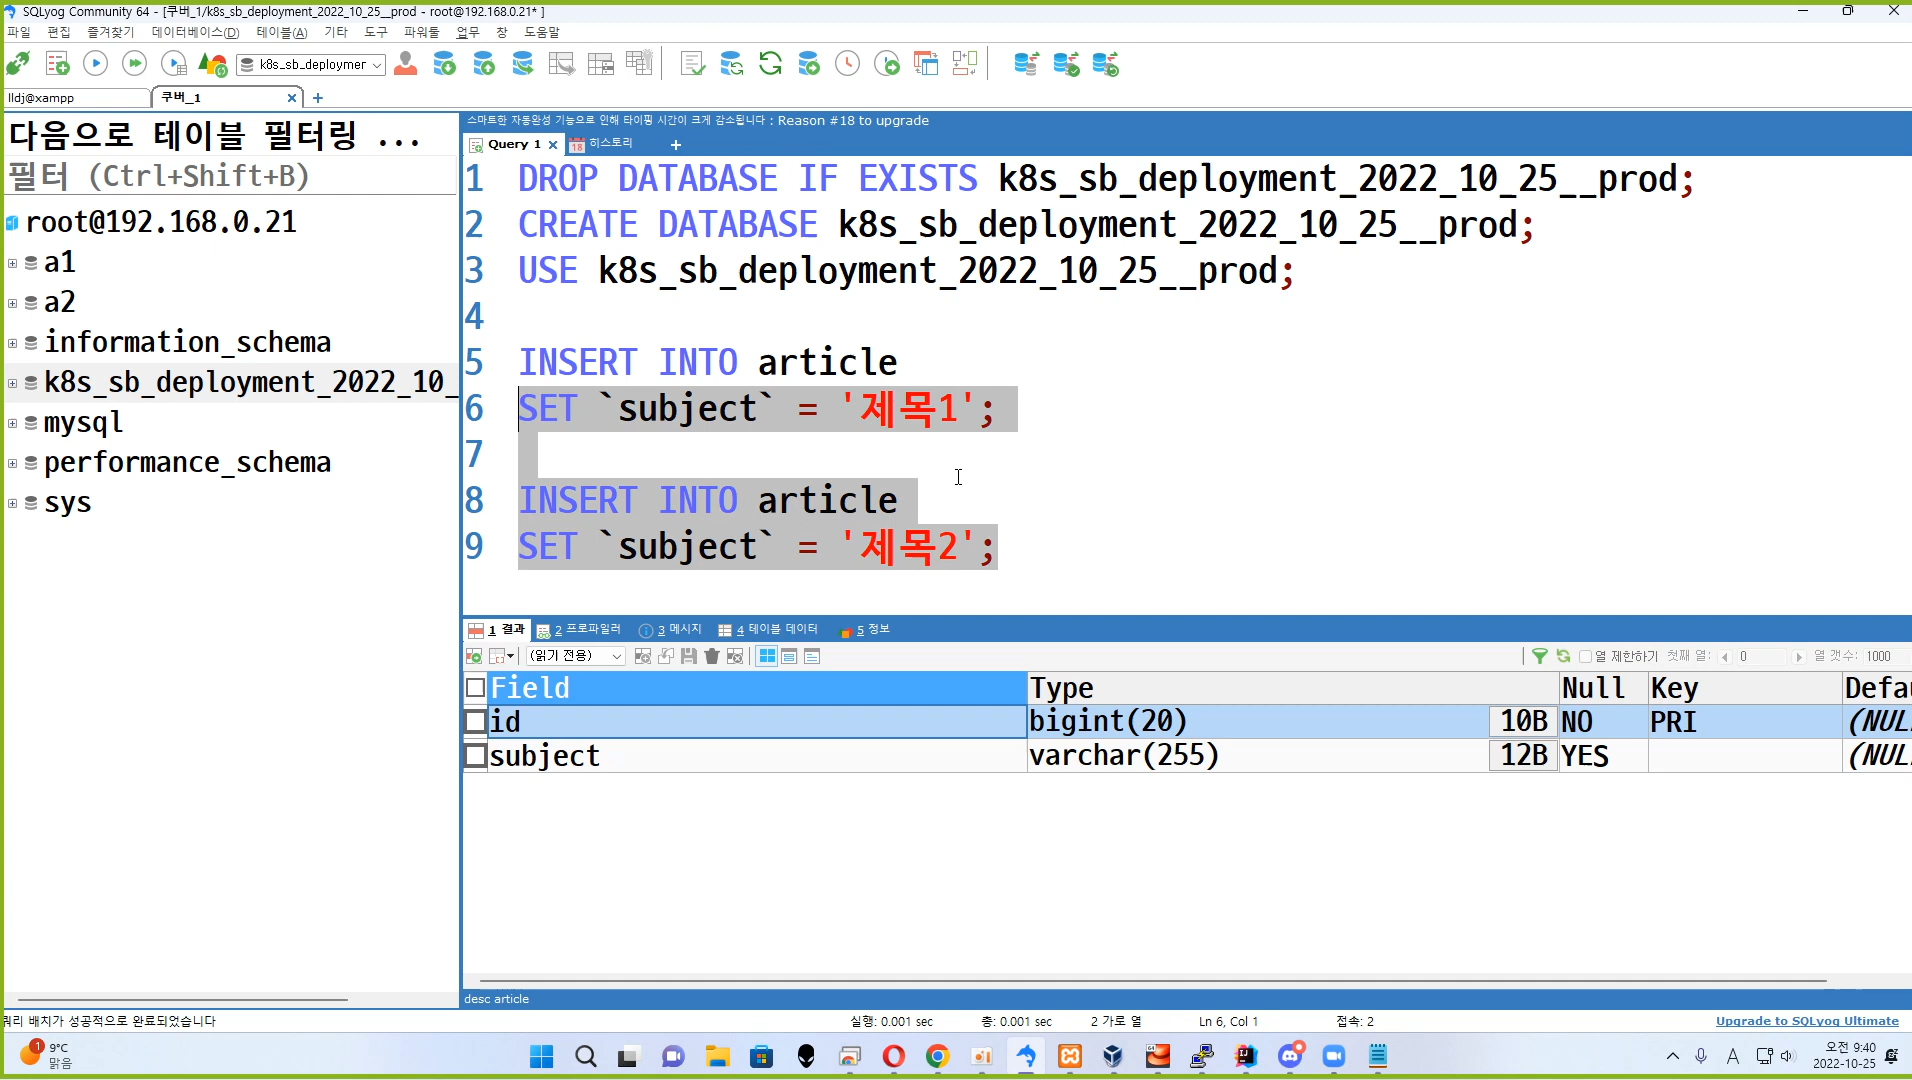 SQLyog Community 64 - [쿠버_1/k8s_sb_deployment_2022_10_25__prod - root@192.168.0.21* ]
파일 편집 즐겨찾기 데이터베이스(D) 테이블(A) 기타 도구 파워툴 업무 창 도움말
k8s_sb_deploymer
lldj@xampp
쿠버_1
다음으로 테이블 필터링 ...
필터 (Ctrl+Shift+B)
root@192.168.0.21
a1
a2
information_schema
k8s_sb_deployment_2022_10_
mysql
performance_schema
sys
스마트한 자동완성 기능으로 인해 타이핑 시간이 크게 감소됩니다 : Reason #18 to upgrade
Query 1
18 히스토리
1 DROP DATABASE IF EXISTS k8s_sb_deployment_2022_10_25__prod;
2 CREATE DATABASE k8s_sb_deployment_2022_10_25__prod;
3 USE k8s_sb_deployment_2022_10_25__prod;
4
5 INSERT INTO article
6 SET `subject` = '제목1';
7
8 INSERT INTO article
9 SET `subject` = '제목2';
1 결과 2 프로파일러 3 메시지 4 테이블 데이터 5 정보
(읽기 전용)
열 제한하기 첫째 열: 0 열 갯수: 1000
Field Type Null Key Defau
id bigint(20) 10B NO PRI (NUL
subject varchar(255) 12B YES (NUL
desc article
쿼리 배치가 성공적으로 완료되었습니다
실행: 0.001 sec 총: 0.001 sec 2 가로 열 Ln 6, Col 1 접속: 2 Upgrade to SQLyog Ultimate
1 9°C
맑음
A
오전 9:40
2022-10-25